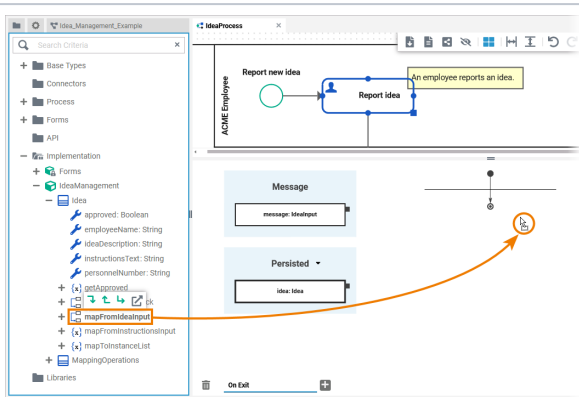 Idea_Management_Example
IdeaProcess ×
Search Criteria ×
Base Types
Connectors
Process
Forms
API
Implementation
Forms
IdeaManagement
Idea
approved: Boolean
employeeName: String
ideaDescription: String
instructionsText: String
personnelNumber: String
{x} getApproved
ck
mapFromIdeaInput
{x} mapFromInstructionsInput
{x} mapToInstanceList
MappingOperations
Libraries
ACME Employee
Report new idea
Report idea
An employee reports an idea.
Message
message: IdeaInput
Persisted
idea: Idea
On Exit